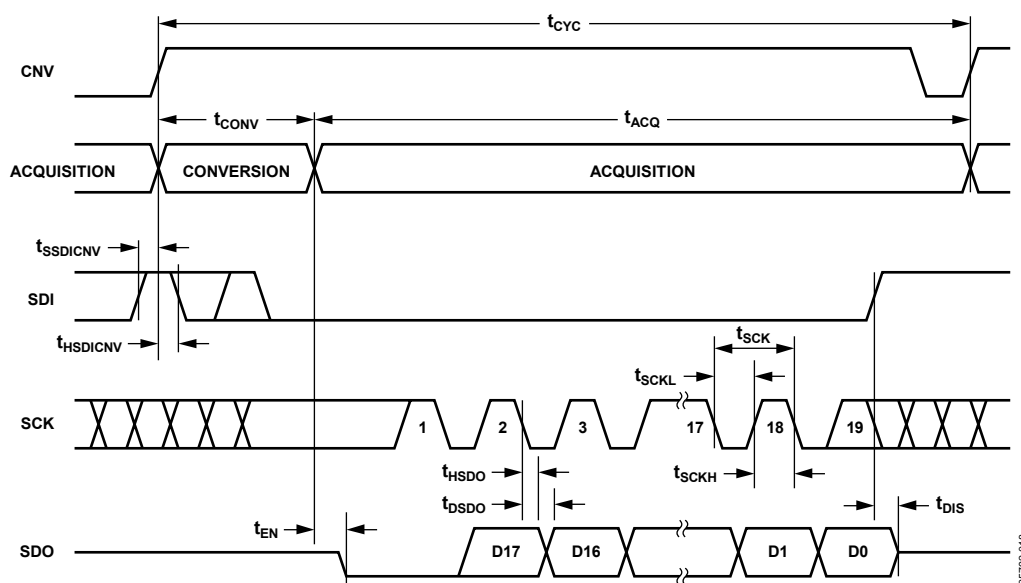 tCYC
CNV
tCONV
tACQ
ACQUISITION
CONVERSION
ACQUISITION
tSSDICNV
SDI
tHSDICNV
tSCK
tSCKL
SCK
1
2
3
17
18
19
tHSDO
tSCKH
tDSDO
tDIS
tEN
SDO
D17
D16
D1
D0